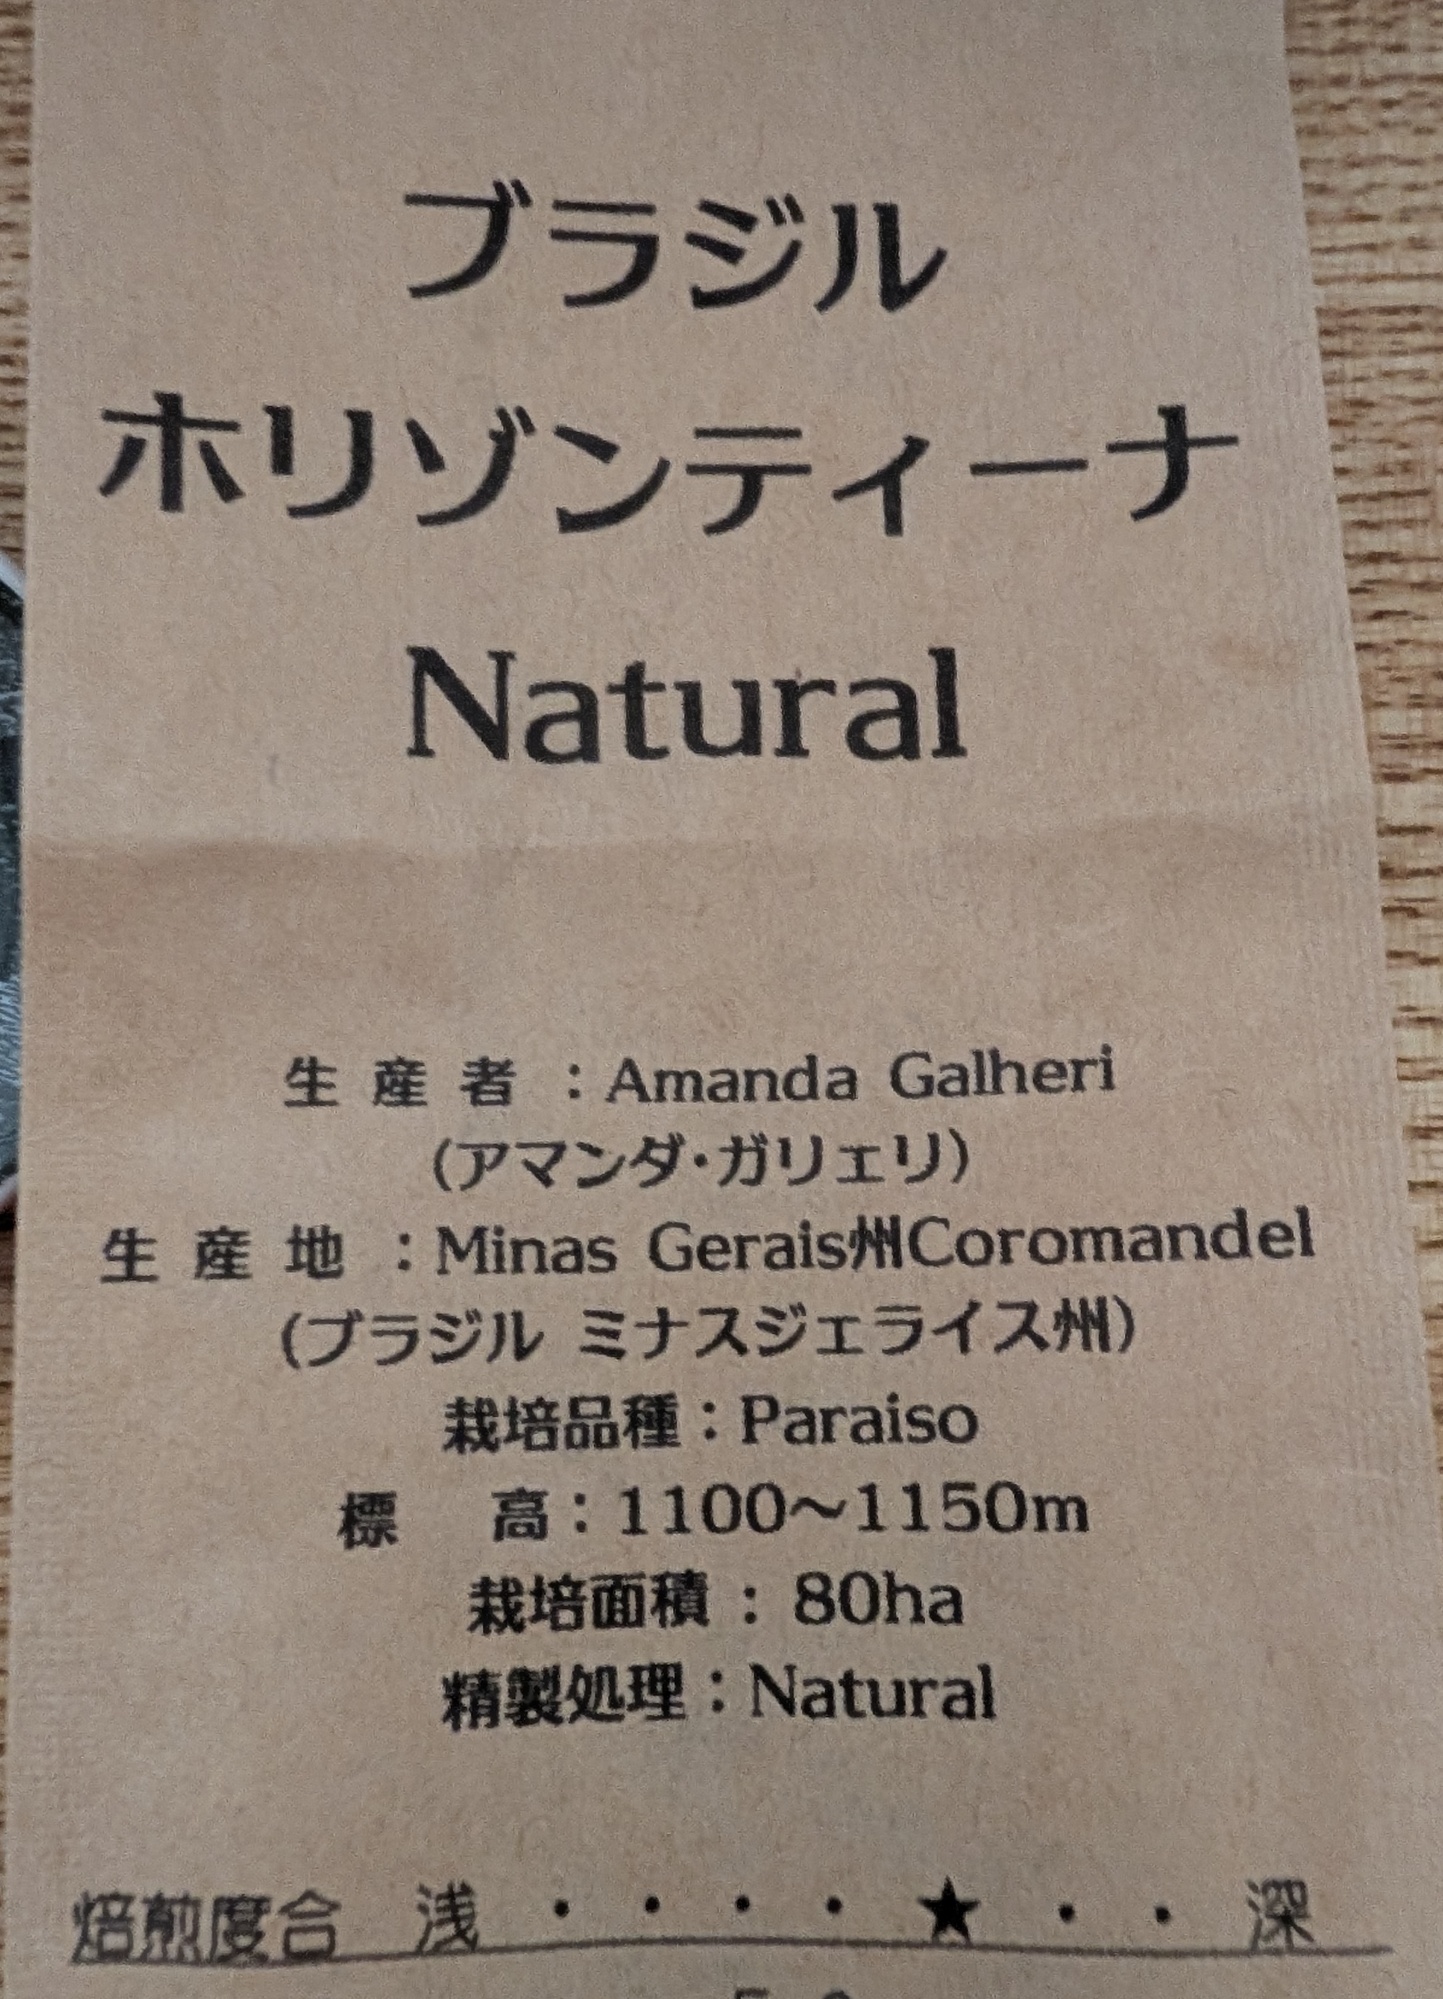 ブラジル
ホリゾンティーナ
Natural
生産者 :Amanda Galheri
(アマンダ・ガリェリ)
生産地 :Minas Gerais州Coromandel
(ブラジル ミナスジェライス州)
栽培品種:Paraiso
標 高:1100～1150m
栽培面積: 80ha
精製処理:Natural
焙煎度合 浅 ・・・・★・・深